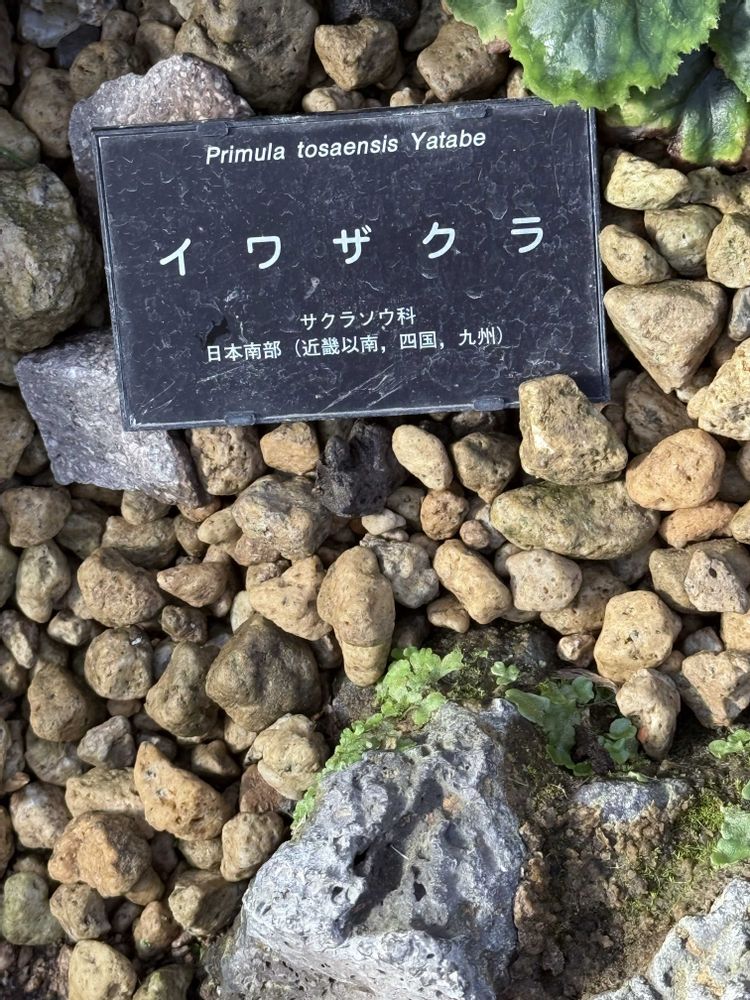 Primula tosaensis Yatabe
イワザクラ
サクラソウ科
日本南部（近畿以南，四国，九州）